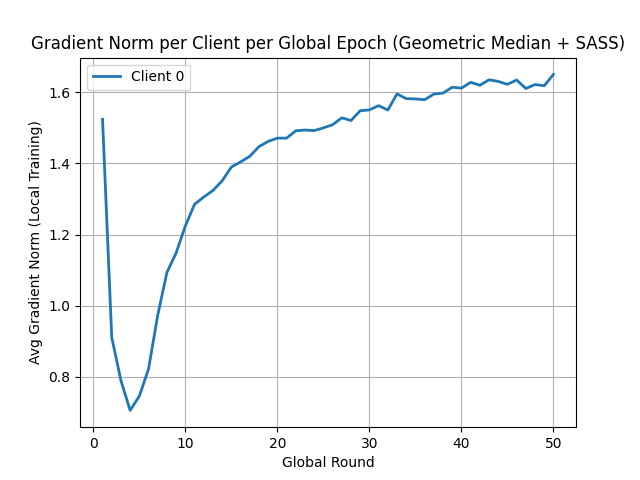 Gradient Norm per Client per Global Epoch (Geometric Median + SASS)
Client 0
1.6
1.4
1.2
1.0
0.8
Avg Gradient Norm (Local Training)
0 10 20 30 40 50
Global Round